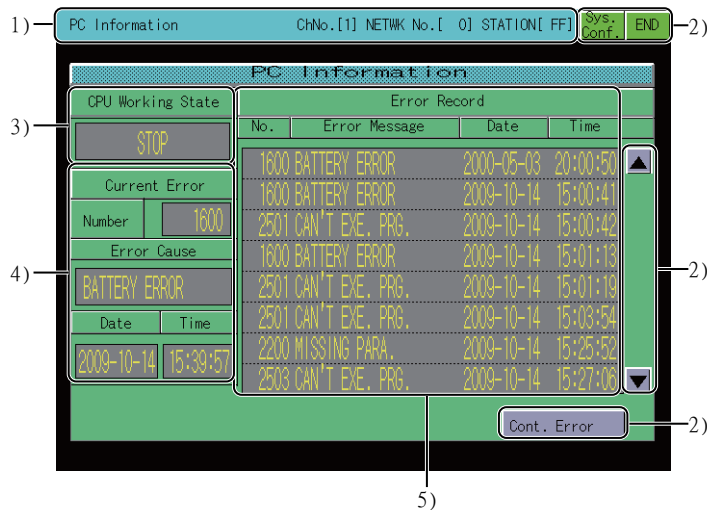 1)
PC Information ChNo.[1] NETWK No.[ 0] STATION[ FF]
Sys. Conf.
END
2)
PC Information
3)
CPU Working State
STOP
4)
Current Error
Number 1600
Error Cause
BATTERY ERROR
Date Time
2009-10-14 15:39:57
Error Record
No. Error Message Date Time
1600 BATTERY ERROR 2000-05-03 20:00:50
1600 BATTERY ERROR 2009-10-14 15:00:41
2501 CAN'T EXE. PRG. 2009-10-14 15:00:42
1600 BATTERY ERROR 2009-10-14 15:01:13
2501 CAN'T EXE. PRG. 2009-10-14 15:01:19
2501 CAN'T EXE. PRG. 2009-10-14 15:03:54
2200 MISSING PARA. 2009-10-14 15:25:52
2503 CAN'T EXE. PRG. 2009-10-14 15:27:06
2)
Cont. Error
2)
5)